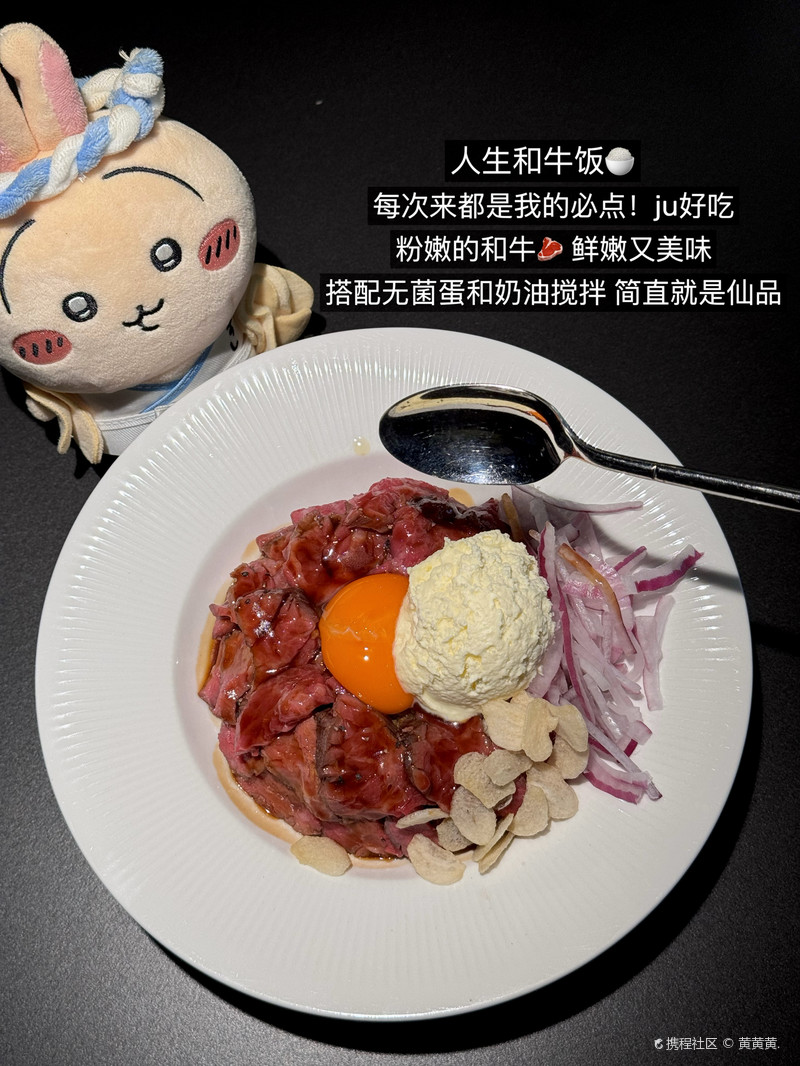 人生和牛饭🍚
每次来都是我的必点！ju好吃
粉嫩的和牛🥩 鲜嫩又美味
搭配无菌蛋和奶油搅拌 简直就是仙品
携程社区 © 黄黄黄.